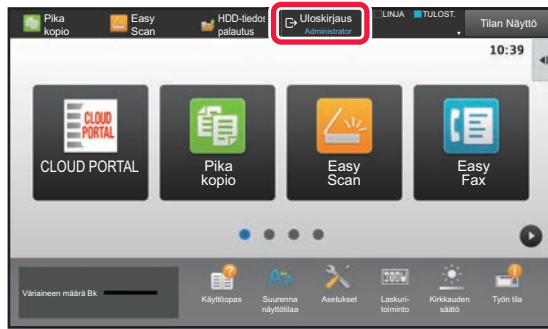 Pika
kopio
Easy
Scan
HDD-tiedos
palautus
Uloskirjaus
Administrator
LINJA
TULOST.
Tilan Näyttö
10:39
CLOUD
PORTAL
CLOUD PORTAL
Pika
kopio
Easy
Scan
Easy
Fax
Väriaineen määrä Bk
Käyttöopas
Suurenna
näyttötilaa
Asetukset
Laskuri-
toiminto
Kirkkauden
säätö
Työn tila